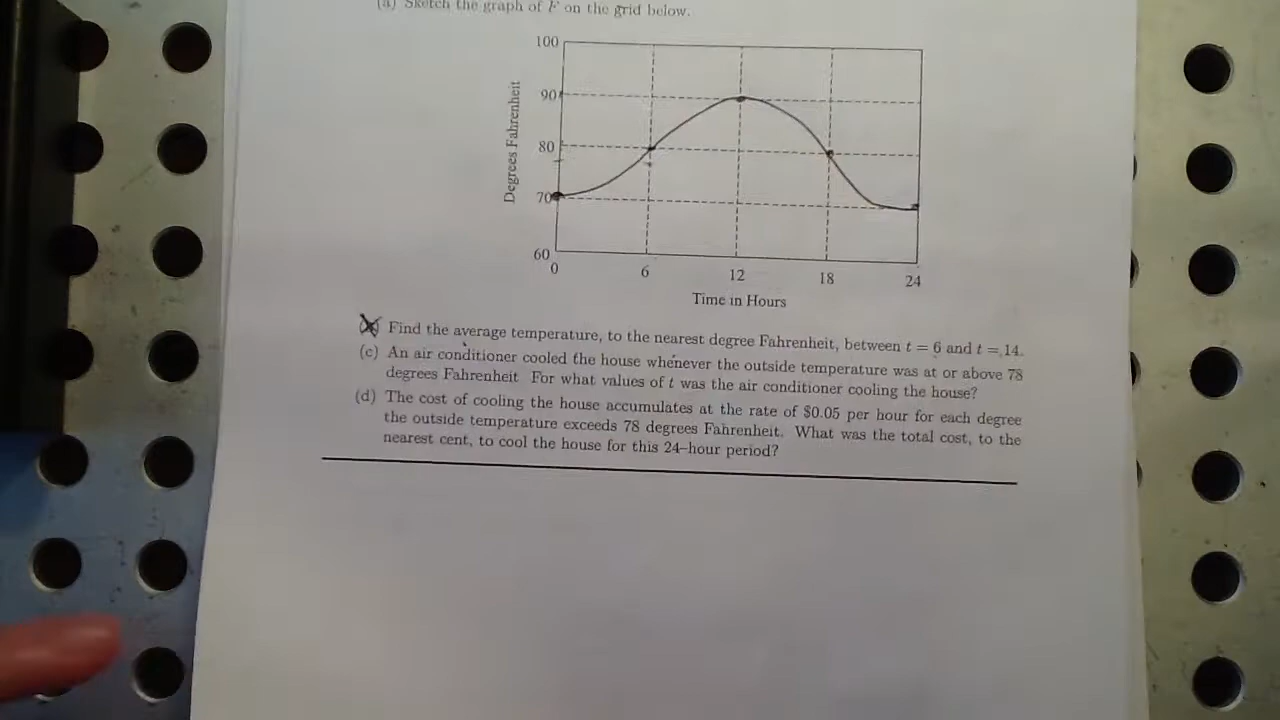 (a) Sketch the graph of F on the grid below.
100
90
80
70
60
Degrees Fahrenheit
0 6 12 18 24
Time in Hours
Find the average temperature, to the nearest degree Fahrenheit, between t = 6 and t = 14.
(c) An air conditioner cooled the house whenever the outside temperature was at or above 78
degrees Fahrenheit For what values of t was the air conditioner cooling the house?
(d) The cost of cooling the house accumulates at the rate of $0.05 per hour for each degree
the outside temperature exceeds 78 degrees Fahrenheit. What was the total cost, to the
nearest cent, to cool the house for this 24–hour period?